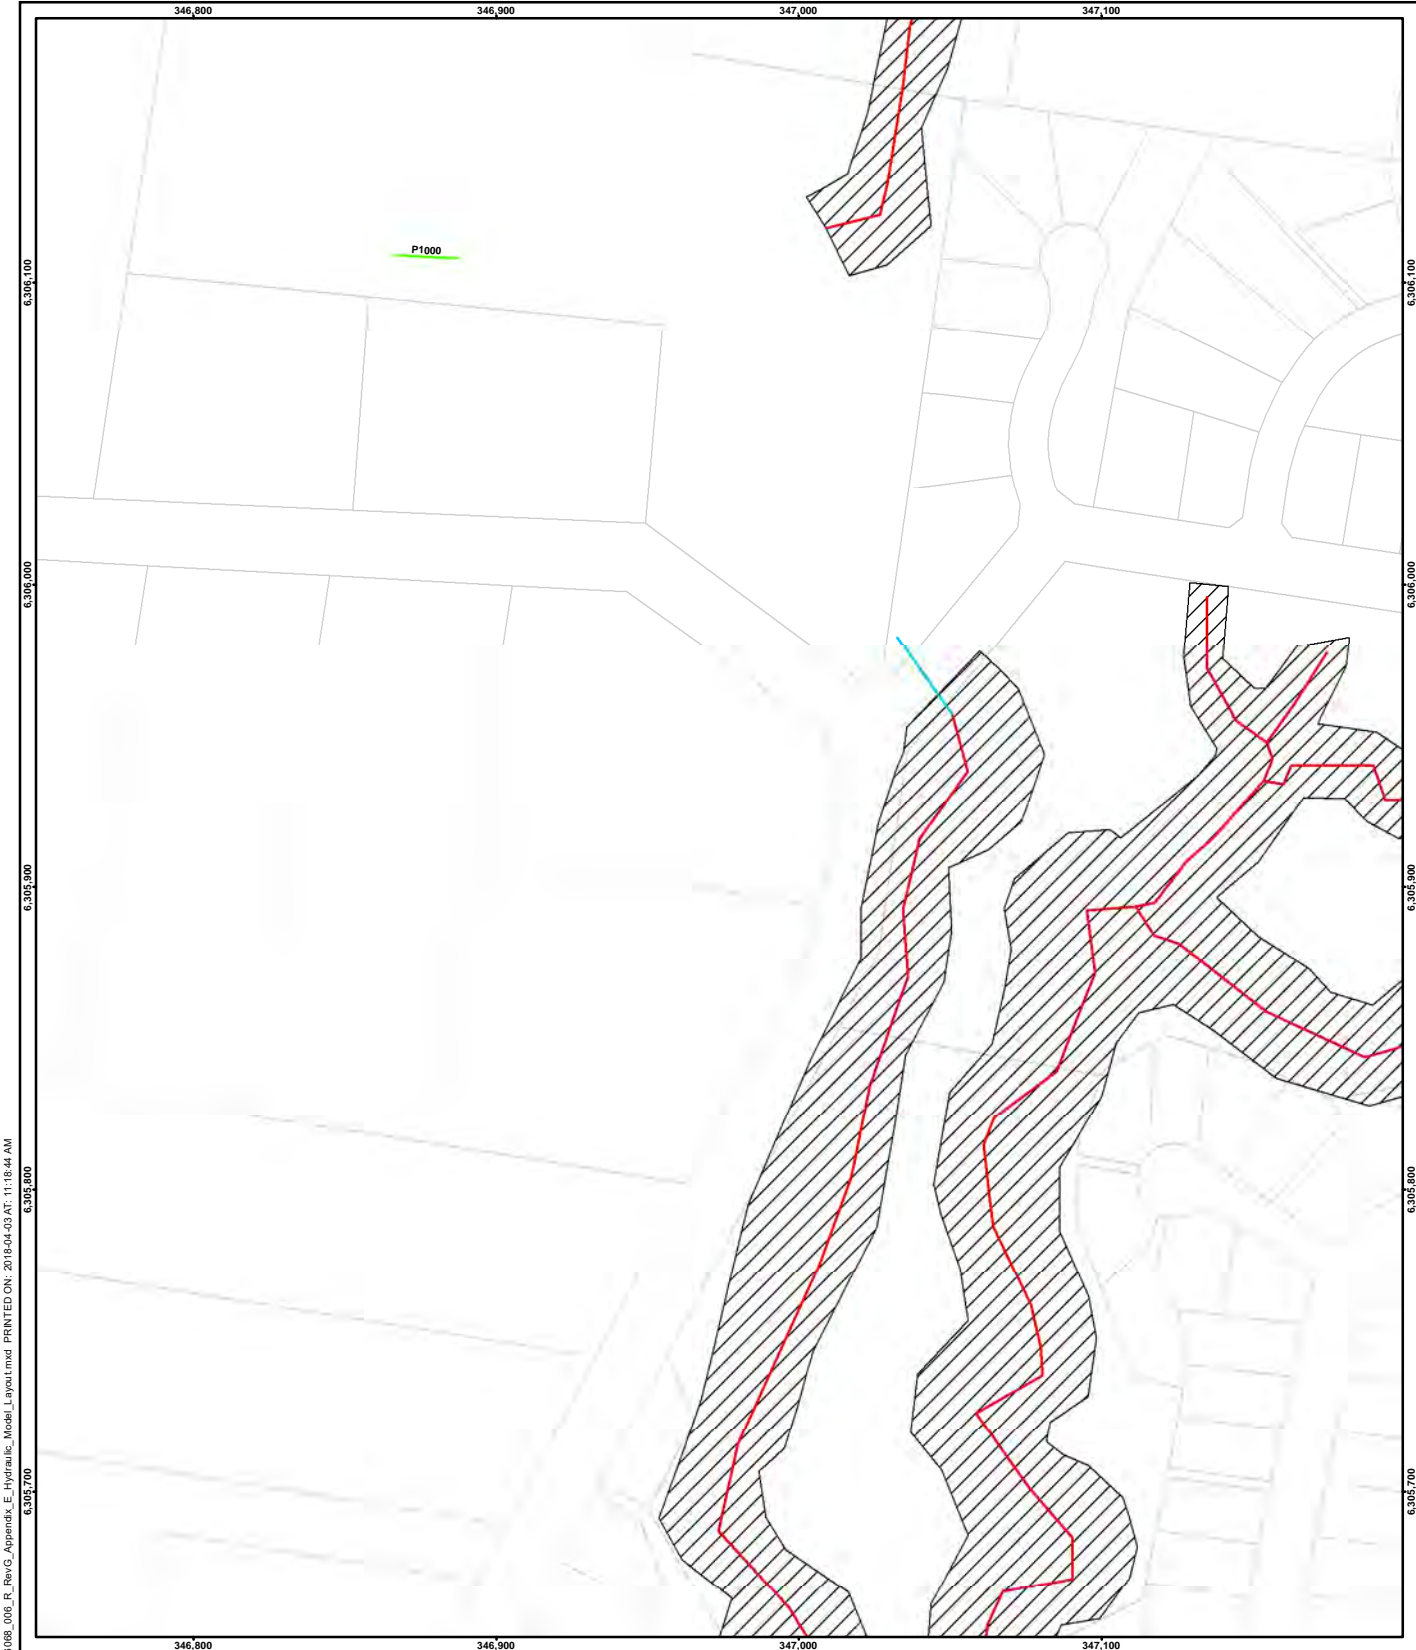 346,800 346,900 347,000 347,100
P1000
6,306,100 6,306,100
6,306,000 6,306,000
6,305,900 6,305,900
6,305,800 6,305,800
6,305,700 6,305,700
068_006_R_RevG_Appendix_E_Hydraulic_Model_Layout.mxd PRINTED ON: 2018-04-03 AT: 11:18:44 AM
346,800 346,900 347,000 347,100